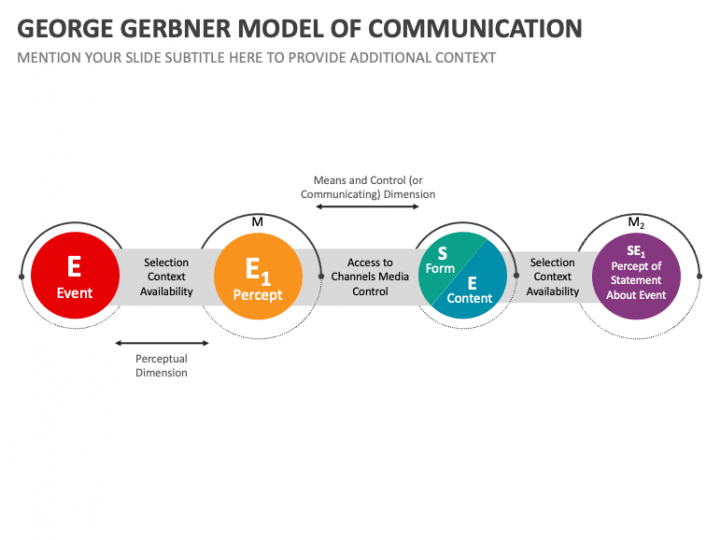 GEORGE GERBNER MODEL OF COMMUNICATION
MENTION YOUR SLIDE SUBTITLE HERE TO PROVIDE ADDITIONAL CONTEXT
Means and Control (or
Communicating) Dimension
E
Event
Selection
Context
Availability
M
E₁
Percept
Access to
Channels Media
Control
S
Form
E
Content
Selection
Context
Availability
M₂
SE₁
Percept of
Statement
About Event
Perceptual
Dimension